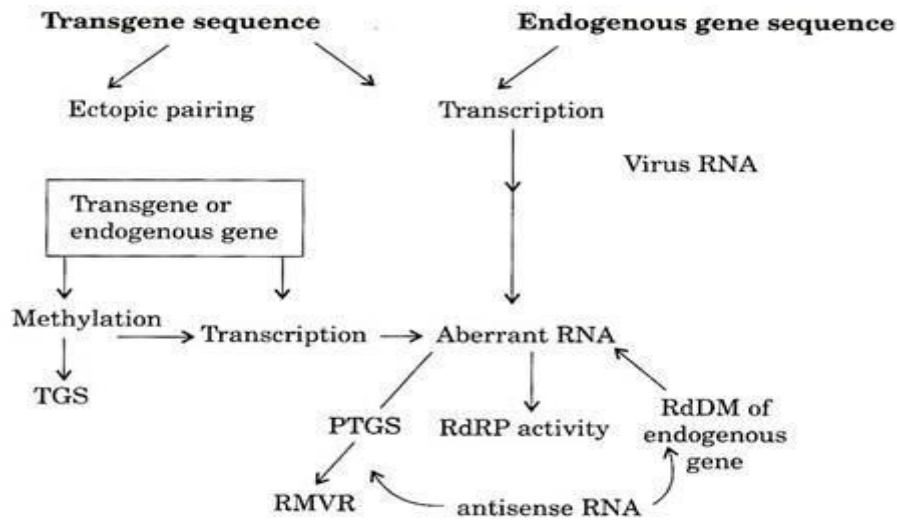 Transgene sequence
Endogenous gene sequence
Ectopic pairing
Transcription
Virus RNA
Transgene or
endogenous gene
Methylation
Transcription
Aberrant RNA
TGS
PTGS
RdRP activity
RdDM of
endogenous
gene
RMVR
antisense RNA